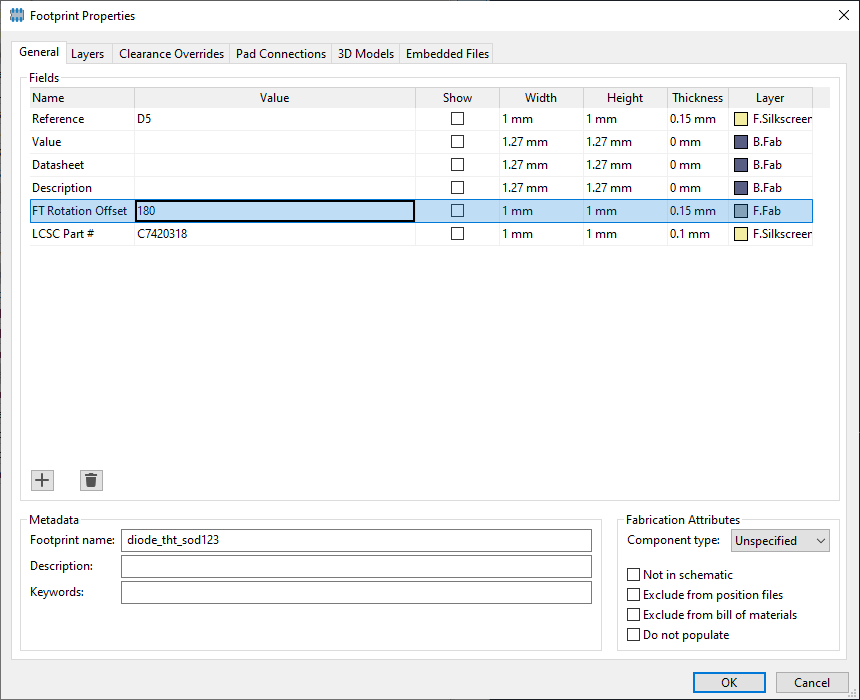 Footprint Properties
General Layers Clearance Overrides Pad Connections 3D Models Embedded Files
Fields
Name Value Show Width Height Thickness Layer
Reference D5 1 mm 1 mm 0.15 mm F.Silkscreen
Value 1.27 mm 1.27 mm 0 mm B.Fab
Datasheet 1.27 mm 1.27 mm 0 mm B.Fab
Description 1.27 mm 1.27 mm 0 mm B.Fab
FT Rotation Offset 180 1 mm 1 mm 0.15 mm F.Fab
LCSC Part # C7420318 1 mm 1 mm 0.1 mm F.Silkscreen
Metadata
Footprint name: diode_tht_sod123
Description:
Keywords:
Fabrication Attributes
Component type: Unspecified
Not in schematic
Exclude from position files
Exclude from bill of materials
Do not populate
OK Cancel